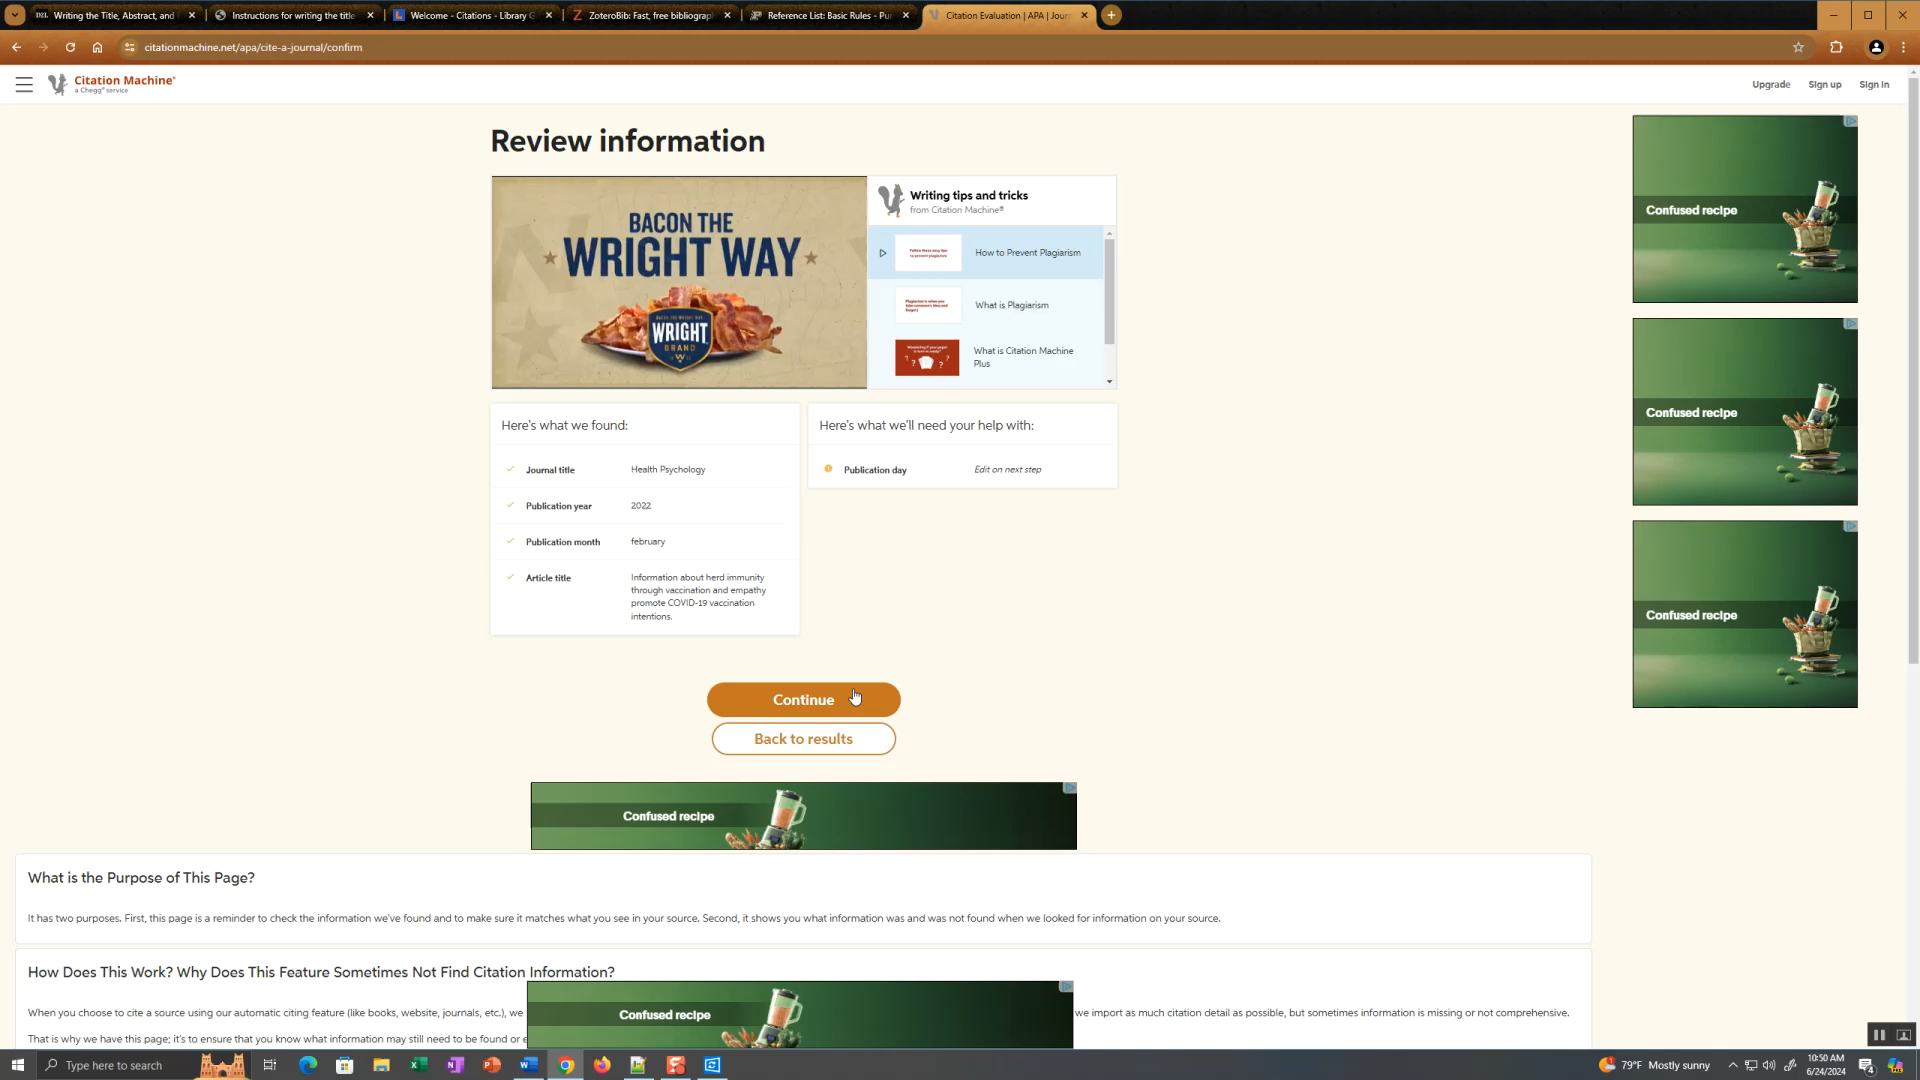 Writing the Title, Abstract, and
Instructions for writing the title
Welcome - Citations - Library G
ZoteroBib: Fast, free bibliograph
Reference List: Basic Rules - Pur
Citation Evaluation | APA | Jour
citationmachine.net/apa/cite-a-journal/confirm
Citation Machine®
a Chegg® service
Upgrade
Sign up
Sign in
Review information
BACON THE
WRIGHT WAY
WRIGHT
BRAND
Writing tips and tricks
from Citation Machine®
How to Prevent Plagiarism
What is Plagiarism
What is Citation Machine
Plus
Here's what we found:
Journal title Health Psychology
Publication year 2022
Publication month february
Article title Information about herd immunity
through vaccination and empathy
promote COVID-19 vaccination
intentions.
Here's what we'll need your help with:
Publication day Edit on next step
Continue
Back to results
Confused recipe
Confused recipe
Confused recipe
Confused recipe
What is the Purpose of This Page?
It has two purposes. First, this page is a reminder to check the information we've found and to make sure it matches what you see in your source. Second, it shows you what information was and was not found when we looked for information on your source.
How Does This Work? Why Does This Feature Sometimes Not Find Citation Information?
When you choose to cite a source using our automatic citing feature (like books, website, journals, etc.), we
Confused recipe
we import as much citation detail as possible, but sometimes information is missing or not comprehensive.
That is why we have this page; it's to ensure that you know what information may still need to be found or e
Type here to search
79°F Mostly sunny
10:50 AM
6/24/2024
4